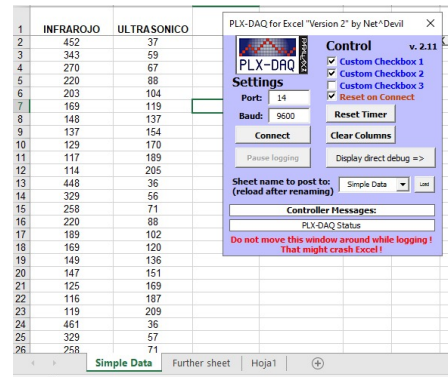 PLX-DAQ for Excel "Version 2" by Net^Devil
PLX-DAQ
Control v. 2.11
Custom Checkbox 1
Custom Checkbox 2
Custom Checkbox 3
Reset on Connect
Settings
Port: 14
Baud: 9600
Reset Timer
Connect
Clear Columns
Pause logging
Display direct debug =>
Sheet name to post to:
(reload after renaming)
Simple Data
Load
Controller Messages:
PLX-DAQ Status
Do not move this window around while logging !
That might crash Excel !
1 INFRAROJO ULTRASONICO
2 452 37
3 343 59
4 270 67
5 220 88
6 203 104
7 169 119
8 148 137
9 137 154
10 129 170
11 117 189
12 114 205
13 448 36
14 329 56
15 258 71
16 220 88
17 189 102
18 169 120
19 149 136
20 147 151
21 125 169
22 116 187
23 119 209
24 461 36
25 329 57
26 258 71
Simple Data Further sheet Hoja1